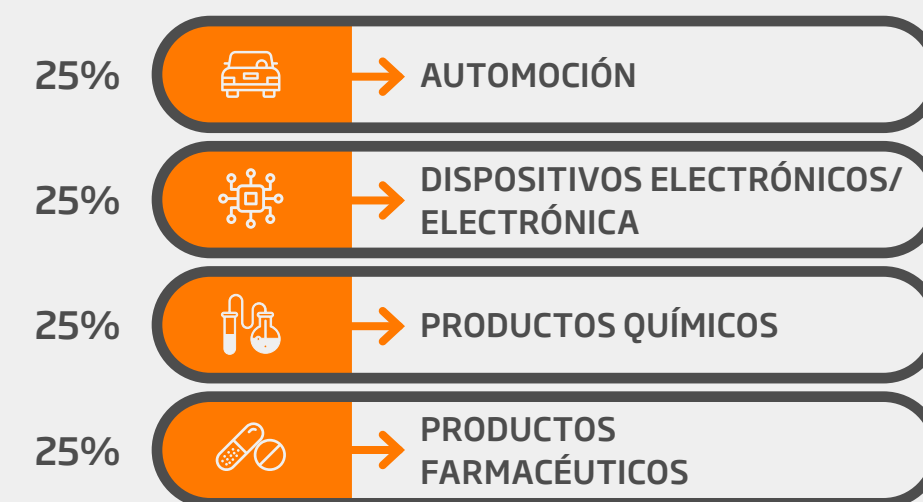 25%
AUTOMOCIÓN
25%
DISPOSITIVOS ELECTRÓNICOS/
ELECTRÓNICA
25%
PRODUCTOS QUÍMICOS
25%
PRODUCTOS
FARMACÉUTICOS